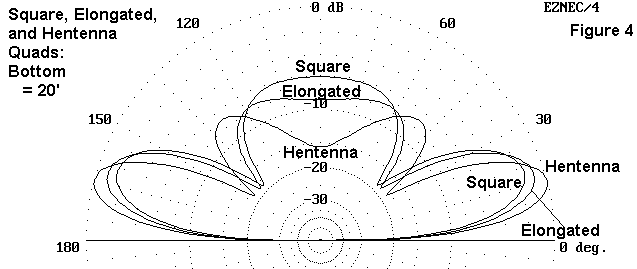 Square, Elongated,
and Hentenna
Quads:
Bottom
= 20'
0 dB
EZNEC/4
Figure 4
120
60
150
30
Square
Elongated
-10
Hentenna
-20
-30
Hentenna
Square
Elongated
180
0 deg.